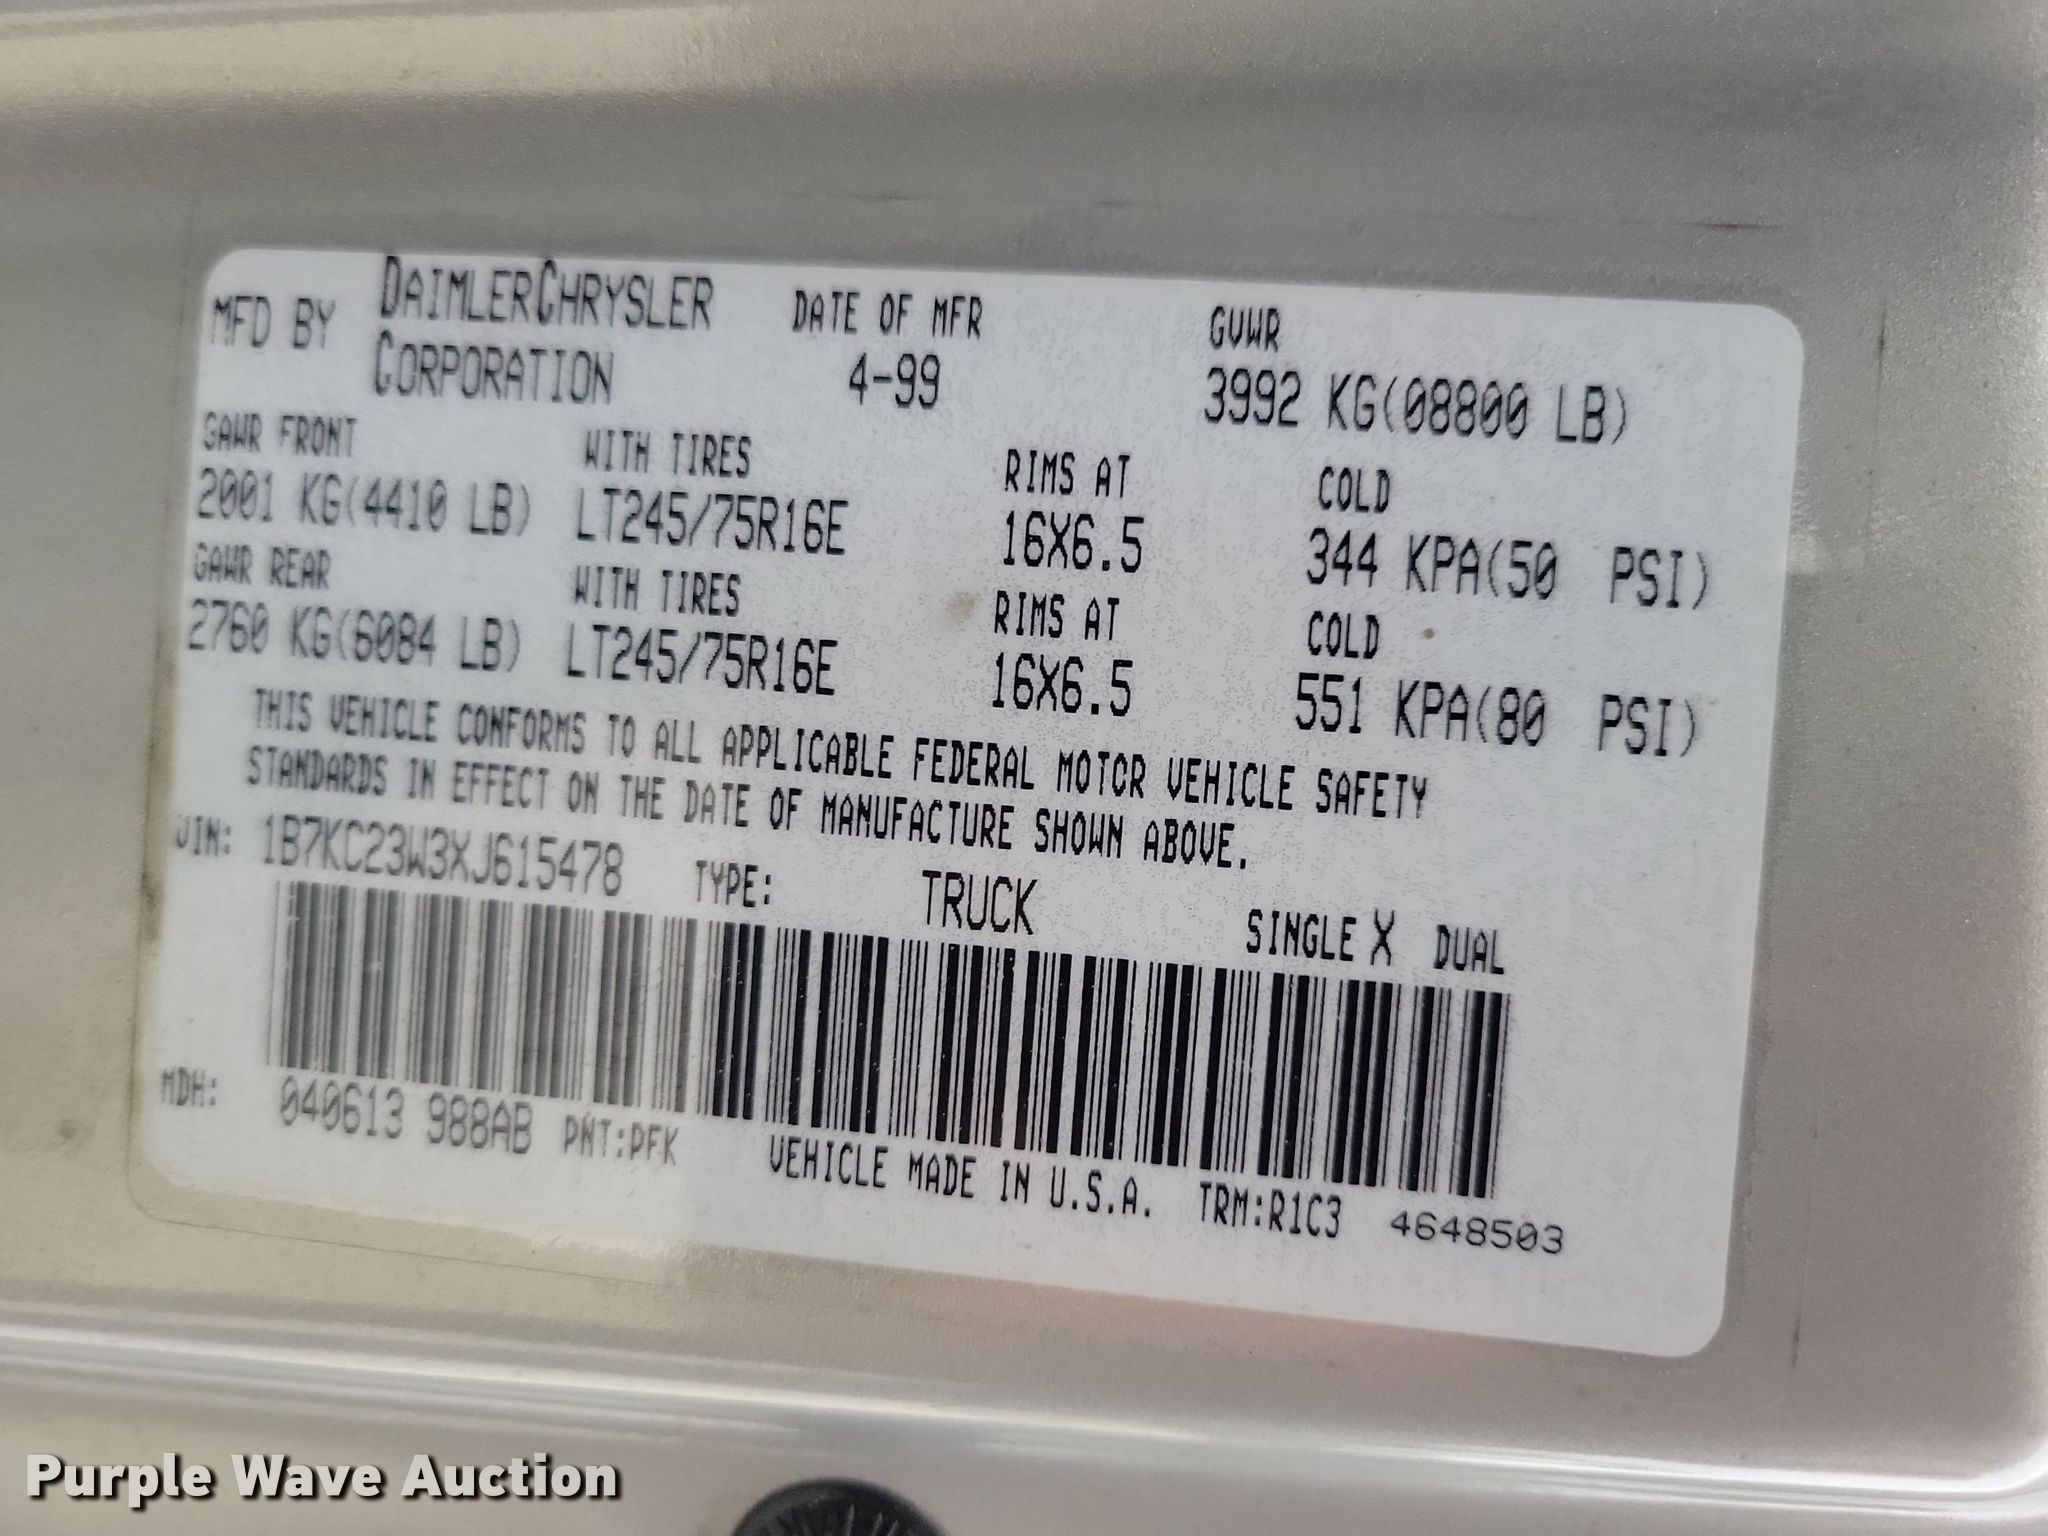 MFD BY DAIMLERCHRYSLER CORPORATION DATE OF MFR 4-99 GVWR 3992 KG(08800 LB)
GAWR FRONT WITH TIRES RIMS AT COLD
2001 KG(4410 LB) LT245/75R16E 16X6.5 344 KPA(50 PSI)
GAWR REAR WITH TIRES RIMS AT COLD
2760 KG(6084 LB) LT245/75R16E 16X6.5 551 KPA(80 PSI)
THIS VEHICLE CONFORMS TO ALL APPLICABLE FEDERAL MOTOR VEHICLE SAFETY
STANDARDS IN EFFECT ON THE DATE OF MANUFACTURE SHOWN ABOVE.
VIN: 1B7KC23W3XJ615478 TYPE: TRUCK SINGLE X DUAL
MDH: 040613 988AB PNT:PFK VEHICLE MADE IN U.S.A. TRM:R1C3 4648503
Purple Wave Auction